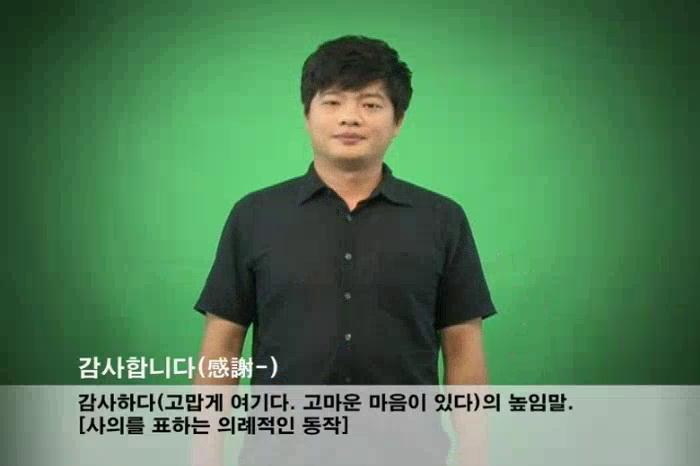 감사합니다(感謝-)
감사하다(고맙게 여기다. 고마운 마음이 있다)의 높임말.
[사의를 표하는 의례적인 동작]